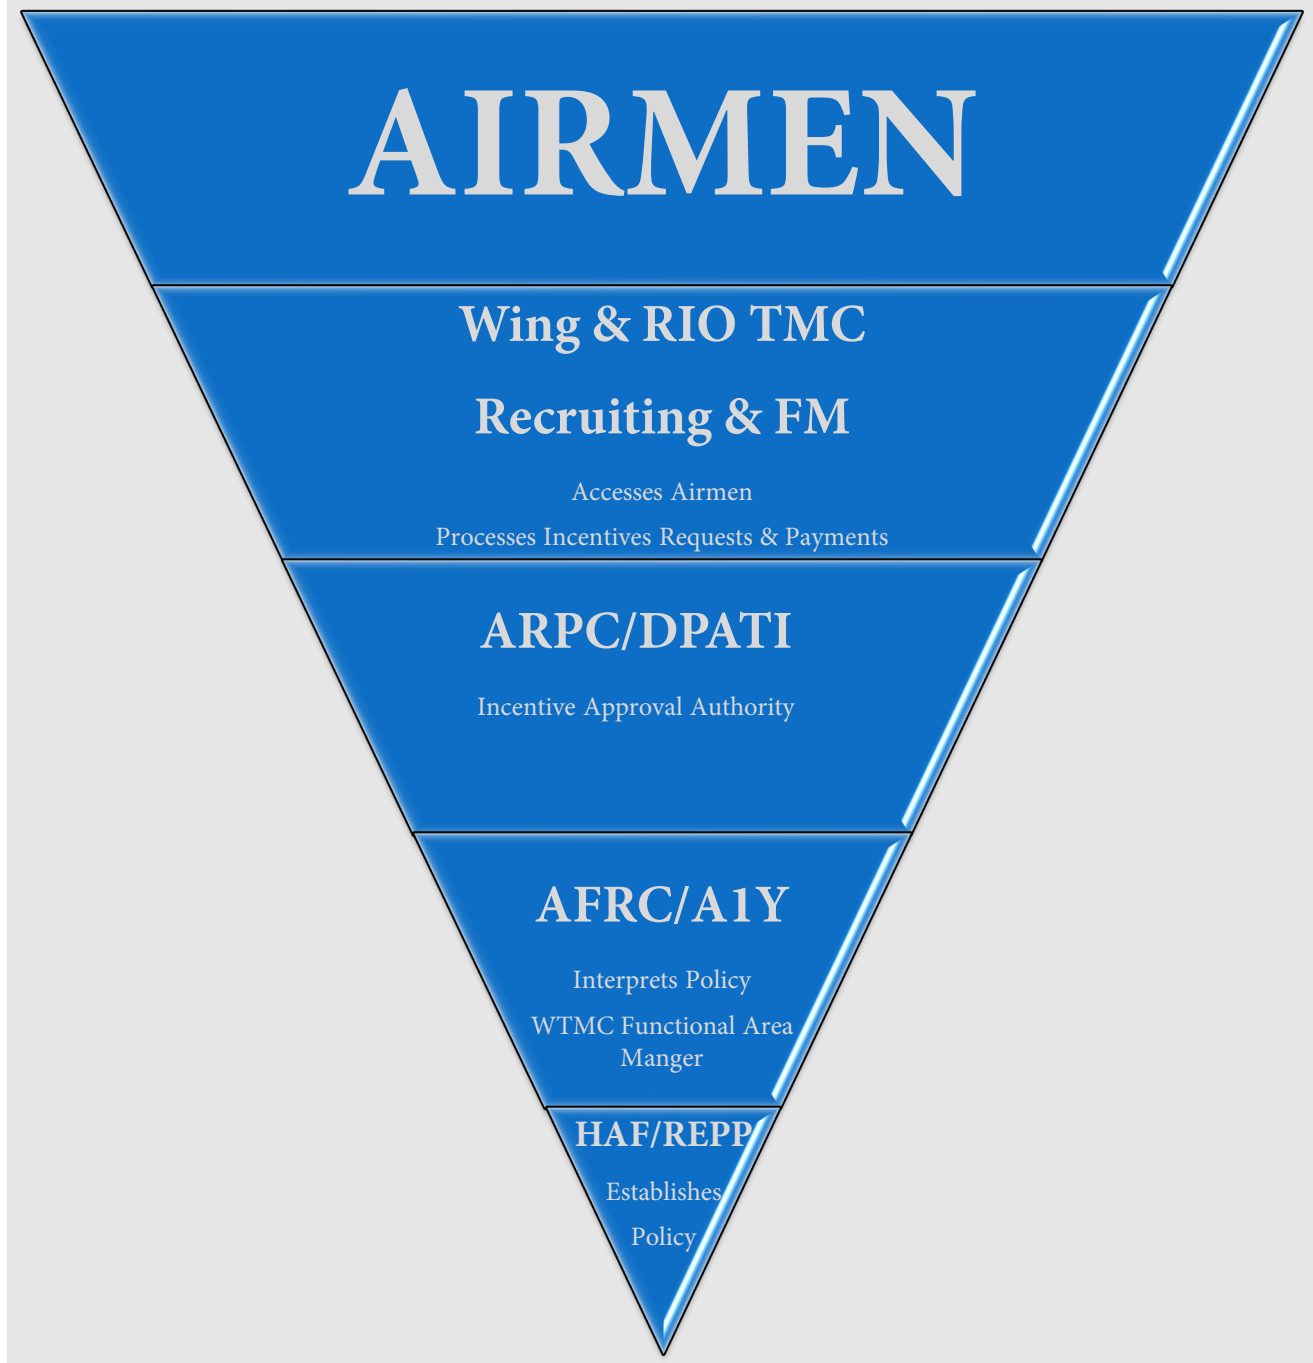 AIRMEN
Wing & RIO TMC
Recruiting & FM
Accesses Airmen
Processes Incentives Requests & Payments
ARPC/DPATI
Incentive Approval Authority
AFRC/A1Y
Interprets Policy
WTMC Functional Area
Manger
HAF/REPP
Establishes
Policy